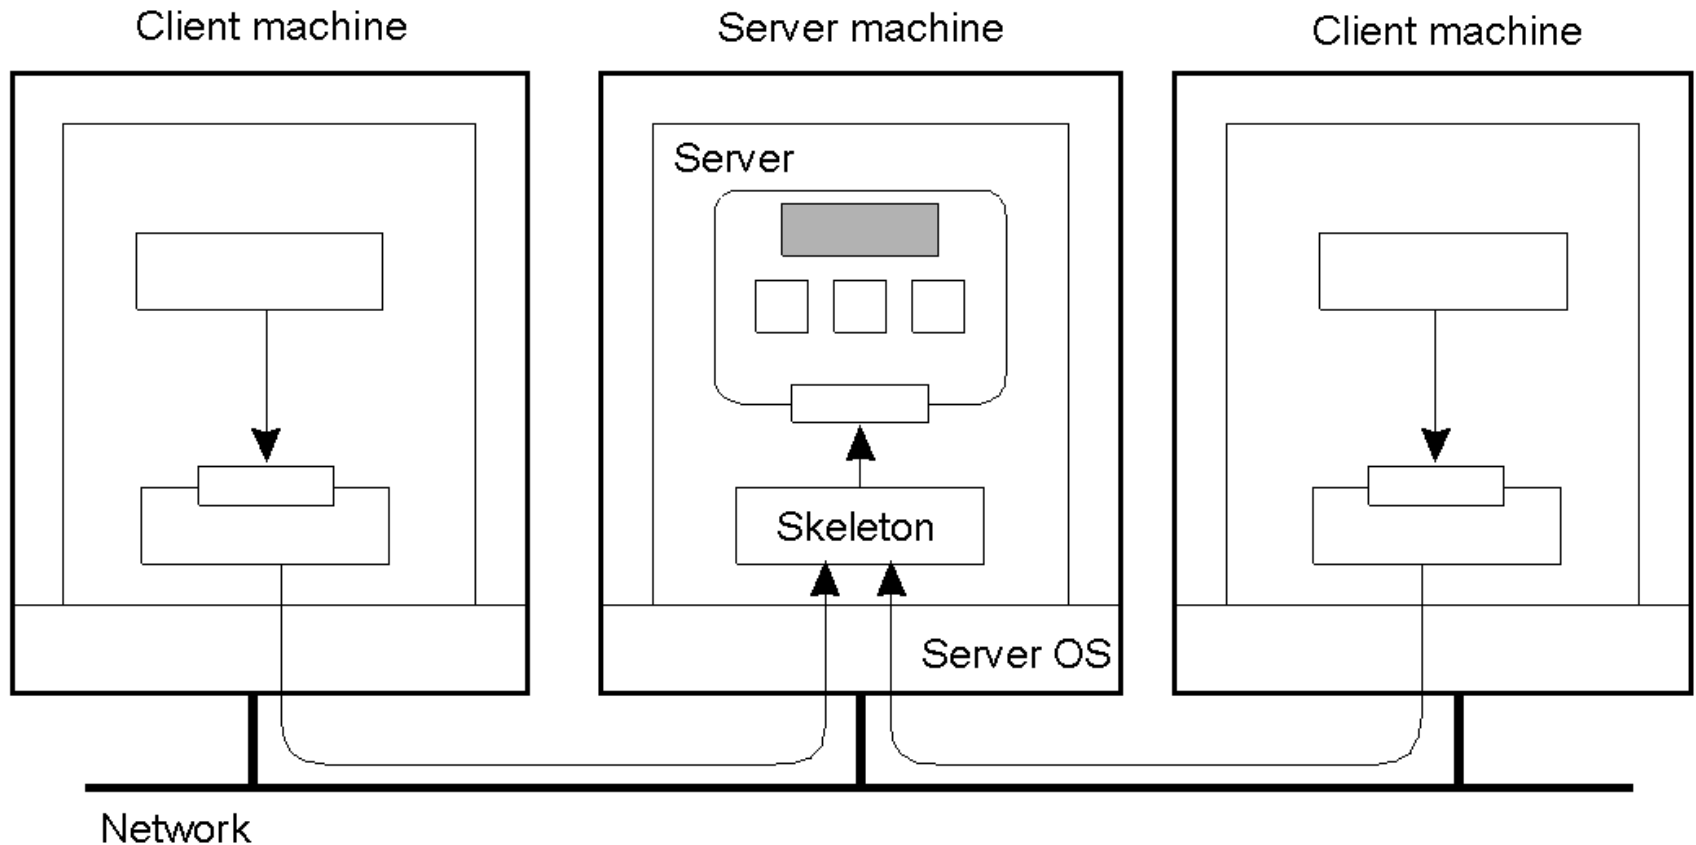 Client machine
Server machine
Client machine
Server
Skeleton
Server OS
Network